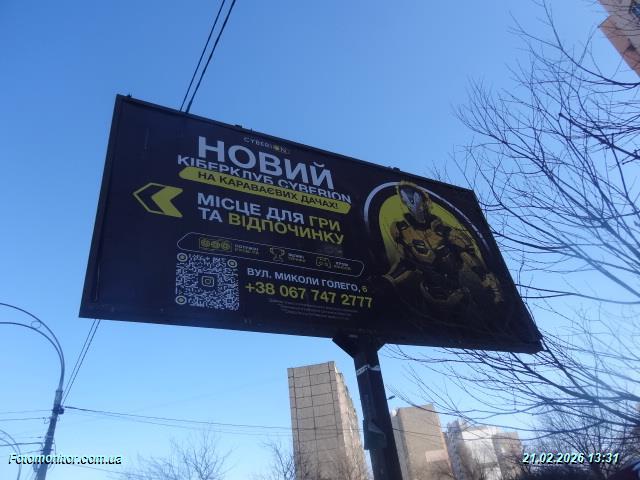 CYBERION
НОВИЙ
КІБЕРКЛУБ CYBERION
НА КАРАВАЄВИХ ДАЧАХ!
МІСЦЕ ДЛЯ ГРИ
ТА ВІДПОЧИНКУ
ВУЛ. МИКОЛИ ГОЛЕГО, 6
+38 067 747 2777
Fotomonitor.com.ua
21.02.2026 13:31